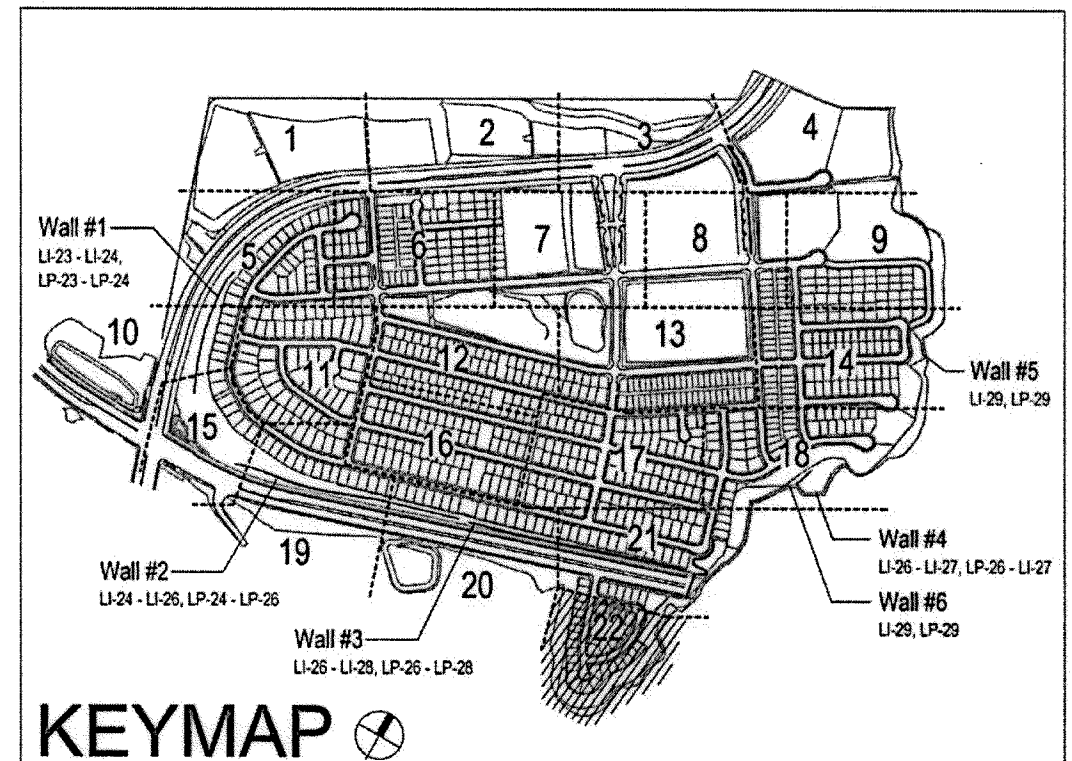 1
2
3
4
Wall #1
LI-23 - LI-24,
LP-23 - LP-24
5
6
7
8
9
10
11
12
13
14
Wall #5
LI-29, LP-29
15
16
17
18
Wall #4
LI-26 - LI-27, LP-26 - LI-27
Wall #2
LI-24 - LI-26, LP-24 - LP-26
19
20
21
Wall #6
LI-29, LP-29
22
Wall #3
LI-26 - LI-28, LP-26 - LP-28
KEYMAP